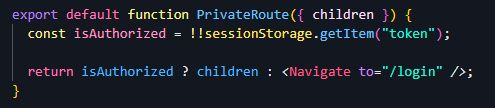 export default function PrivateRoute({ children }) {
const isAuthorized = !!sessionStorage.getItem("token");
return isAuthorized ? children : <Navigate to="/login" />;
}